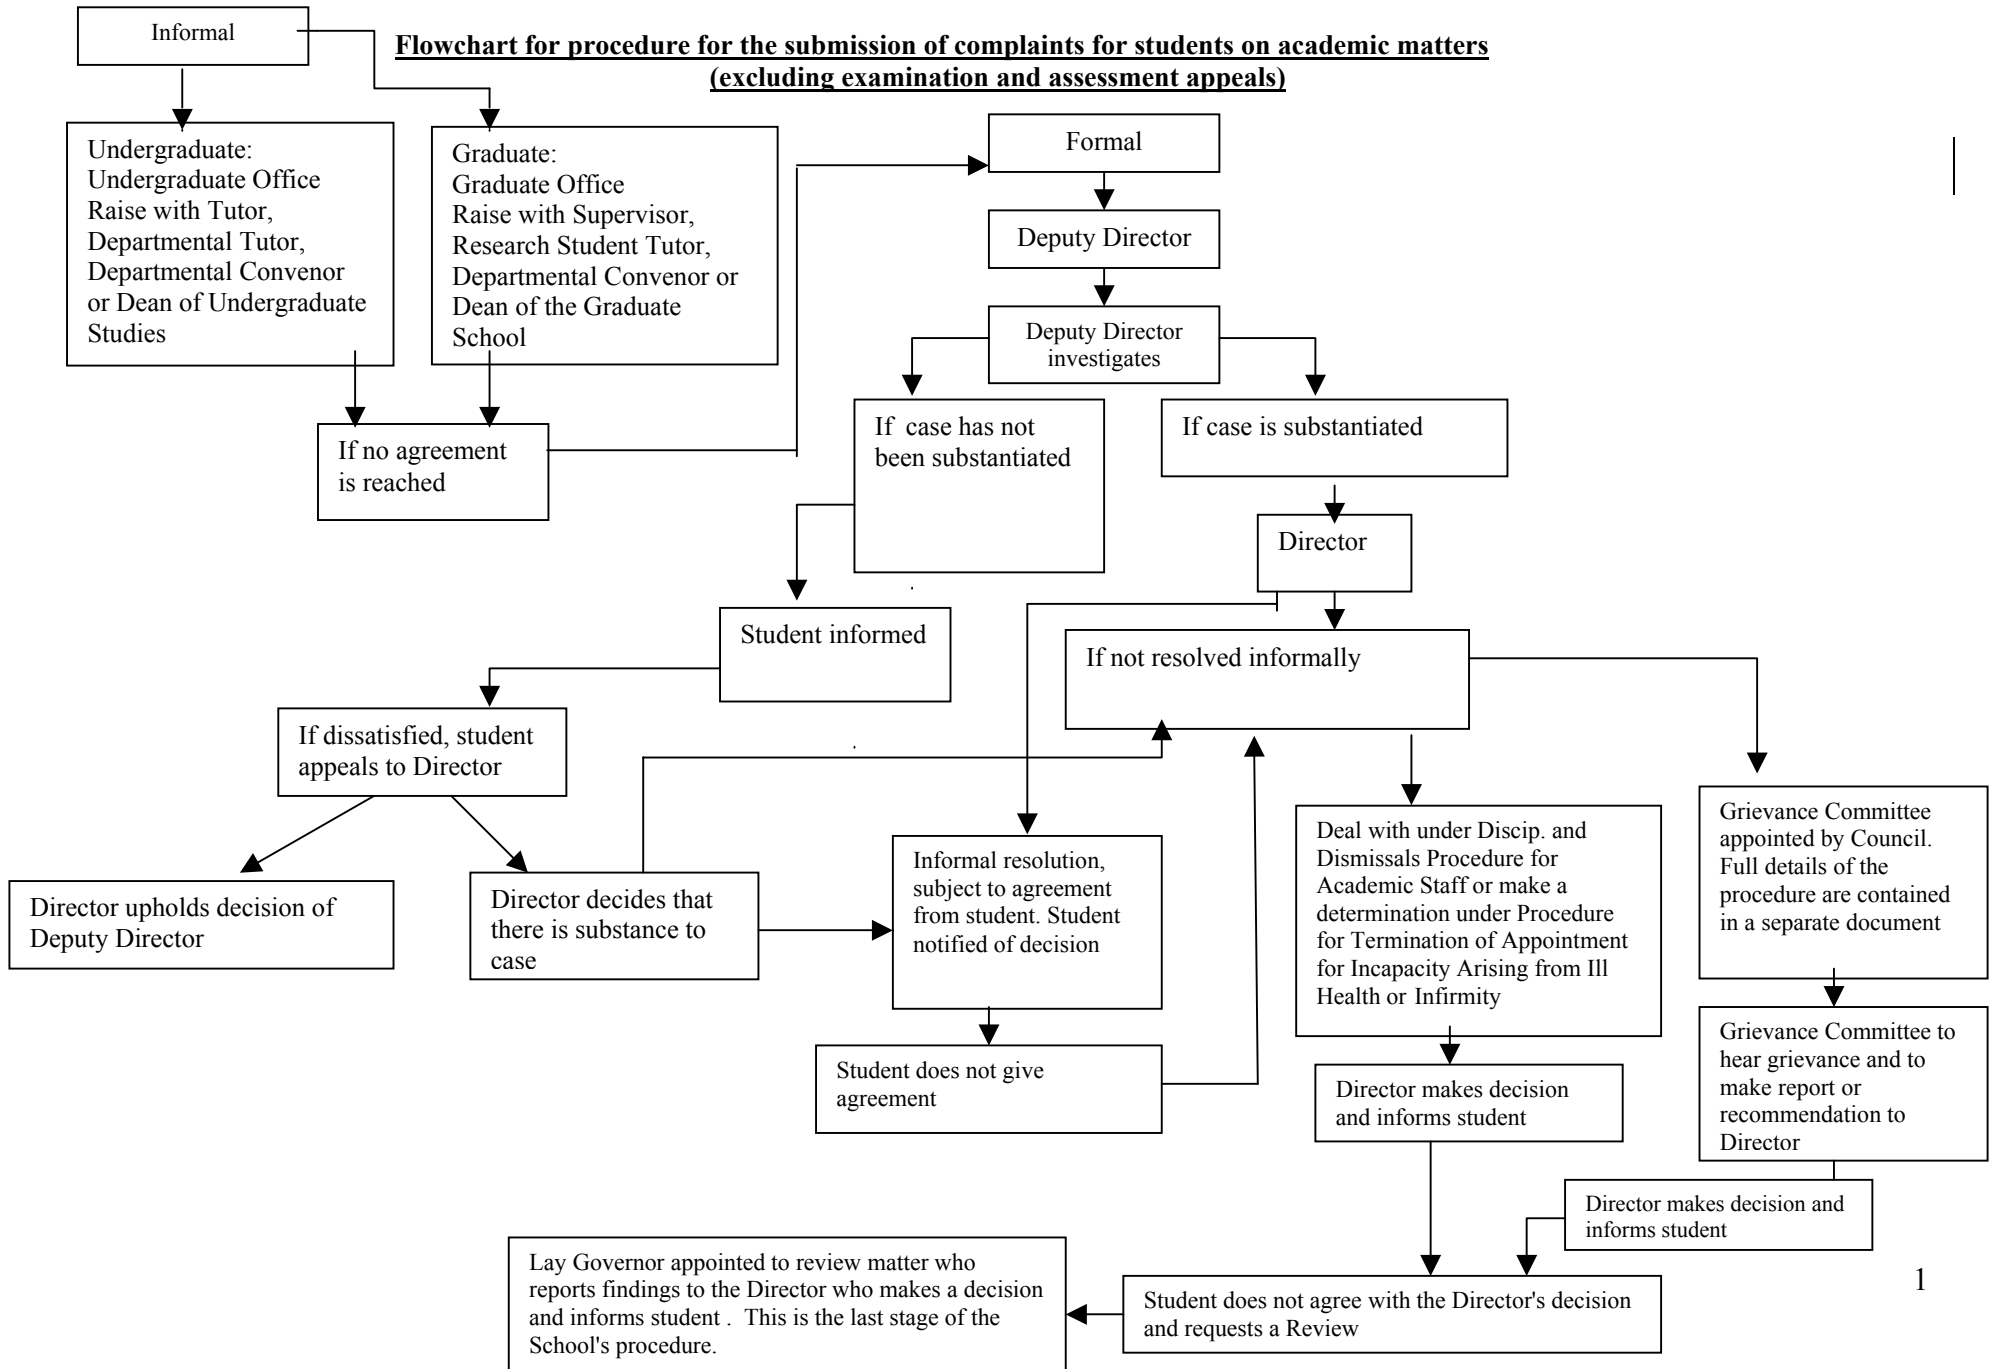 Informal
Flowchart for procedure for the submission of complaints for students on academic matters
(excluding examination and assessment appeals)
Undergraduate:
Undergraduate Office
Raise with Tutor,
Departmental Tutor,
Departmental Convenor
or Dean of Undergraduate
Studies
Graduate:
Graduate Office
Raise with Supervisor,
Research Student Tutor,
Departmental Convenor or
Dean of the Graduate
School
If no agreement
is reached
Formal
Deputy Director
Deputy Director
investigates
If case has not
been substantiated
If case is substantiated
Director
Student informed
If not resolved informally
If dissatisfied, student
appeals to Director
Director upholds decision of
Deputy Director
Director decides that
there is substance to
case
Informal resolution,
subject to agreement
from student. Student
notified of decision
Student does not give
agreement
Deal with under Discip. and
Dismissals Procedure for
Academic Staff or make a
determination under Procedure
for Termination of Appointment
for Incapacity Arising from Ill
Health or Infirmity
Grievance Committee
appointed by Council.
Full details of the
procedure are contained
in a separate document
Director makes decision
and informs student
Grievance Committee to
hear grievance and to
make report or
recommendation to
Director
Director makes decision and
informs student
Student does not agree with the Director's decision
and requests a Review
Lay Governor appointed to review matter who
reports findings to the Director who makes a decision
and informs student . This is the last stage of the
School's procedure.
1